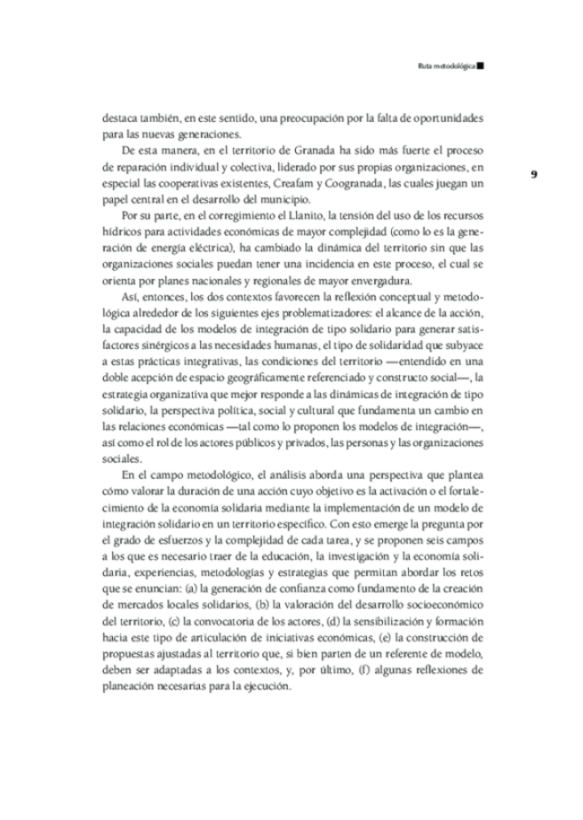 Ruta metodológica
destaca también, en este sentido, una preocupación por la falta de oportunidades
para las nuevas generaciones.
De esta manera, en el territorio de Granada ha sido más fuerte el proceso
de reparación individual y colectiva, liderado por sus propias organizaciones, en
9
especial las cooperativas existentes, Creafam y Coogranada, las cuales juegan un
papel central en el desarrollo del municipio.
Por su parte, en el corregimiento el Llanito, la tensión del uso de los recursos
hídricos para actividades económicas de mayor complejidad (como lo es la gene-
ración de energía eléctrica), ha cambiado la dinámica del territorio sin que las
organizaciones sociales puedan tener una incidencia en este proceso, el cual se
orienta por planes nacionales y regionales de mayor envergadura.
Así, entonces, los dos contextos favorecen la reflexión conceptual y metodo-
lógica alrededor de los siguientes ejes problematizadores: el alcance de la acción,
la capacidad de los modelos de integración de tipo solidario para generar satis-
factores sinérgicos a las necesidades humanas, el tipo de solidaridad que subyace
a estas prácticas integrativas, las condiciones del territorio —entendido en una
doble acepción de espacio geográficamente referenciado y constructo social—, la
estrategia organizativa que mejor responde a las dinámicas de integración de tipo
solidario, la perspectiva política, social y cultural que fundamenta un cambio en
las relaciones económicas —tal como lo proponen los modelos de integración—,
así como el rol de los actores públicos y privados, las personas y las organizaciones
sociales.
En el campo metodológico, el análisis aborda una perspectiva que plantea
cómo valorar la duración de una acción cuyo objetivo es la activación o el fortale-
cimiento de la economía solidaria mediante la implementación de un modelo de
integración solidario en un territorio específico. Con esto emerge la pregunta por
el grado de esfuerzos y la complejidad de cada tarea, y se proponen seis campos
a los que es necesario traer de la educación, la investigación y la economía soli-
daria, experiencias, metodologías y estrategias que permitan abordar los retos
que se enuncian: (a) la generación de confianza como fundamento de la creación
de mercados locales solidarios, (b) la valoración del desarrollo socioeconómico
del territorio, (c) la convocatoria de los actores, (d) la sensibilización y formación
hacia este tipo de articulación de iniciativas económicas, (e) la construcción de
propuestas ajustadas al territorio que, si bien parten de un referente de modelo,
deben ser adaptadas a los contextos, y, por último, (f) algunas reflexiones de
planeación necesarias para la ejecución.